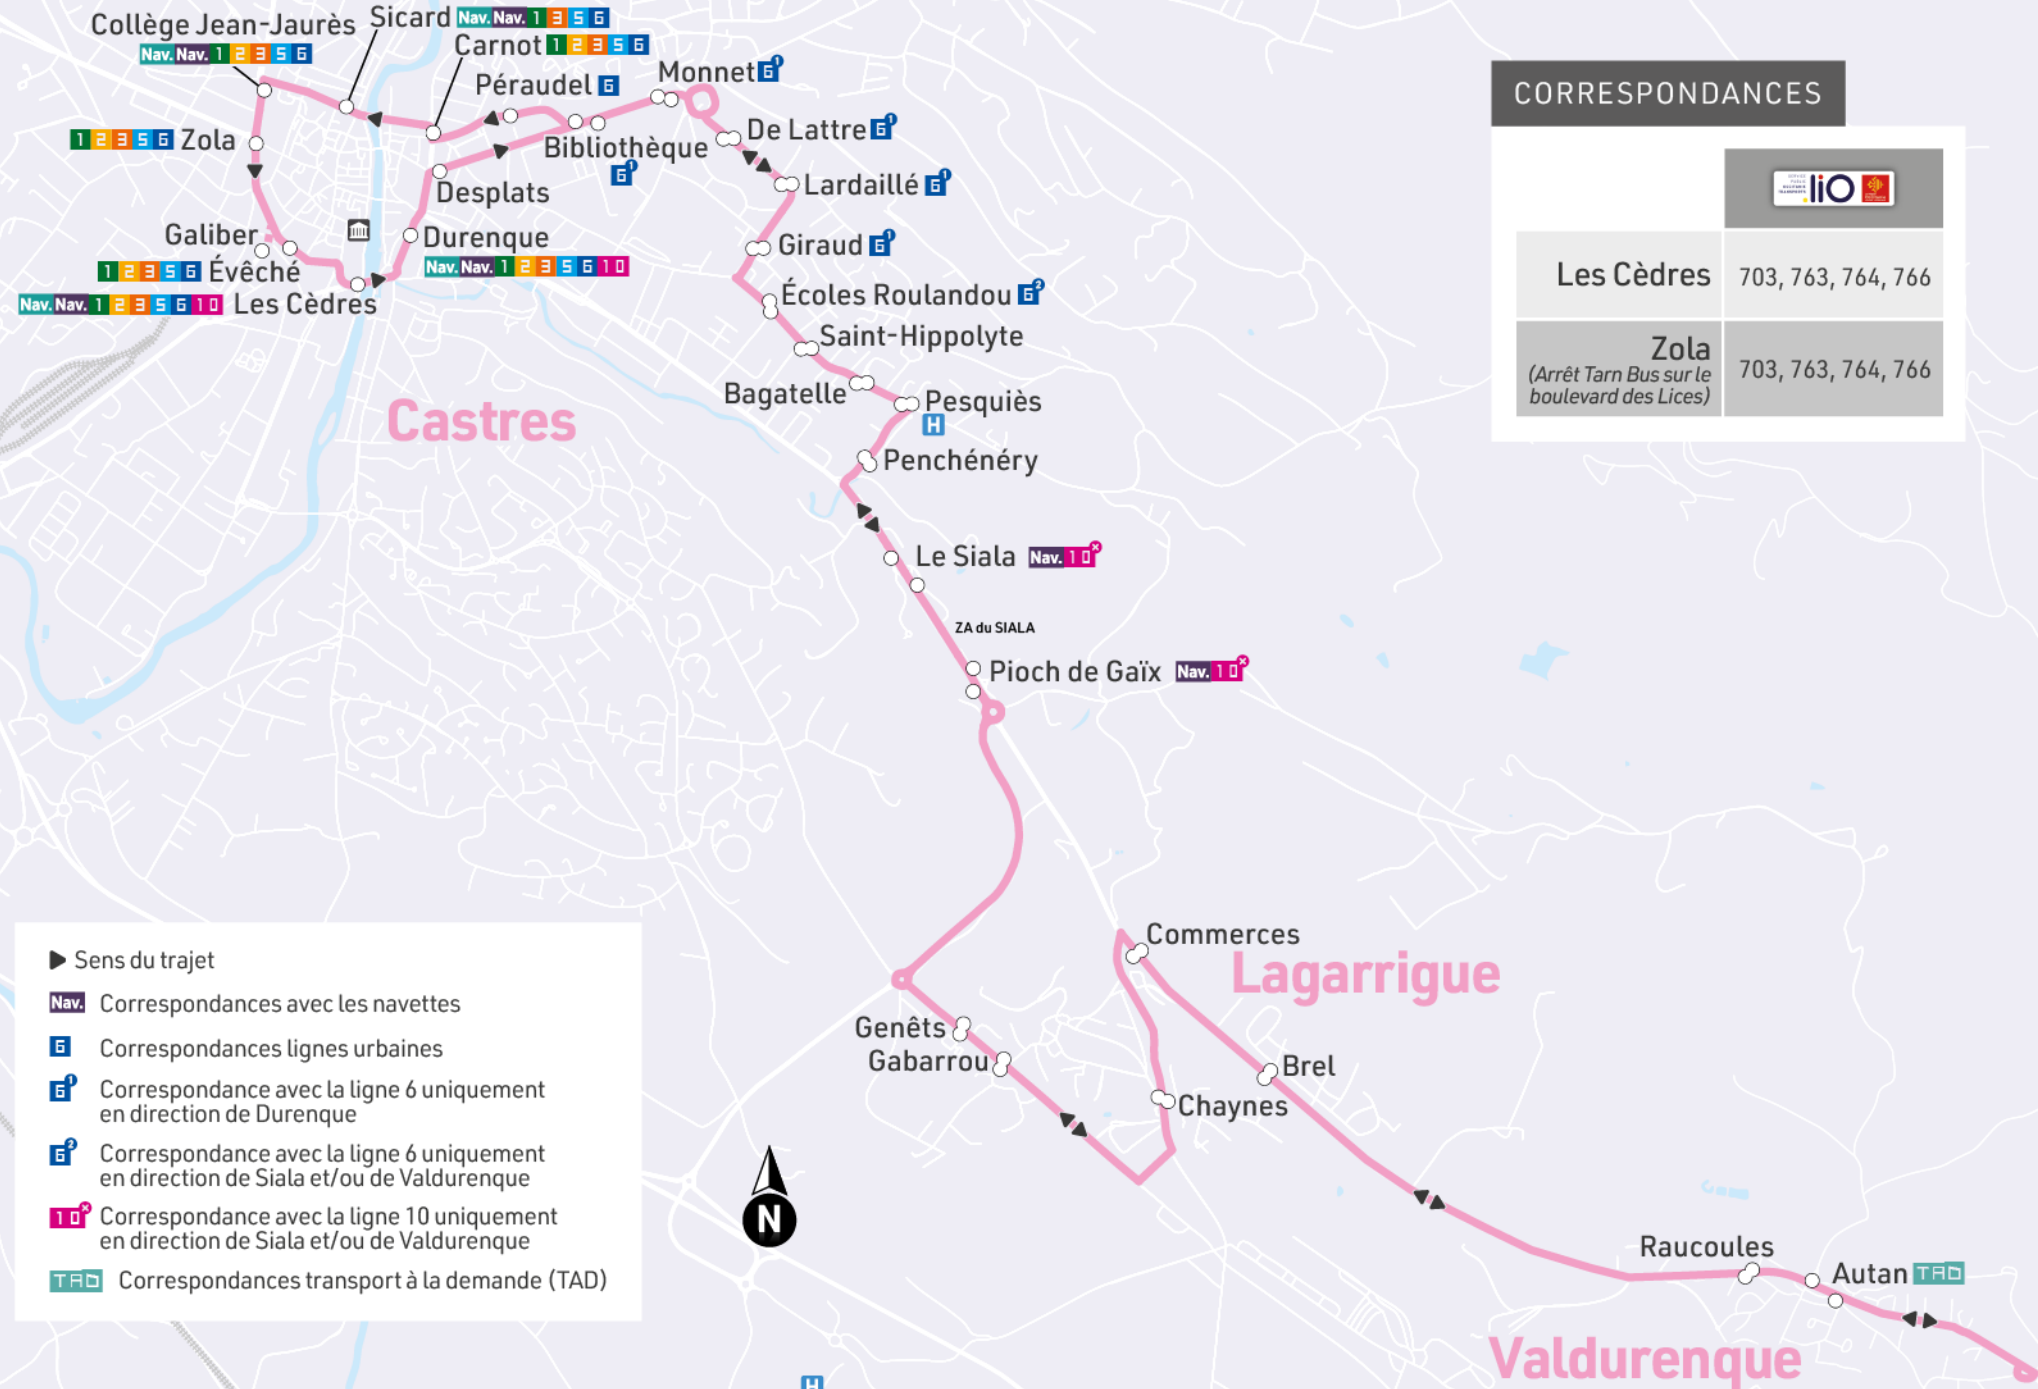 Collège Jean-Jaurès
Nav. Nav. 1 2 3 5 6
Sicard Nav. Nav. 1 3 5 6
Carnot 1 2 3 5 6
Péraudel 6
Monnet 6 1
De Lattre 6 1
Bibliothèque
6 1
Lardaillé 6 1
1 2 3 5 6 Zola
Desplats
Galiber
Durenque
Nav. Nav. 1 2 3 5 6 10
Giraud 6 1
1 2 3 5 6 Évêché
Nav. Nav. 1 2 3 5 6 10 Les Cèdres
Écoles Roulandou 6 2
Saint-Hippolyte
Bagatelle
Pesquiès
H
Castres
Penchénéry
Le Siala Nav. 10 x
ZA du SIALA
Pioch de Gaïx Nav. 10 x
Commerces
Lagarrigue
Genêts
Gabarrou
Brel
Chaynes
Raucoules
Autan TAD
Valdurenque
H
N
CORRESPONDANCES
liO
Les Cèdres 703, 763, 764, 766
Zola 703, 763, 764, 766
(Arrêt Tarn Bus sur le
boulevard des Lices)
Sens du trajet
Nav. Correspondances avec les navettes
6 Correspondances lignes urbaines
6 1 Correspondance avec la ligne 6 uniquement
en direction de Durenque
6 2 Correspondance avec la ligne 6 uniquement
en direction de Siala et/ou de Valdurenque
10 x Correspondance avec la ligne 10 uniquement
en direction de Siala et/ou de Valdurenque
TAD Correspondances transport à la demande (TAD)